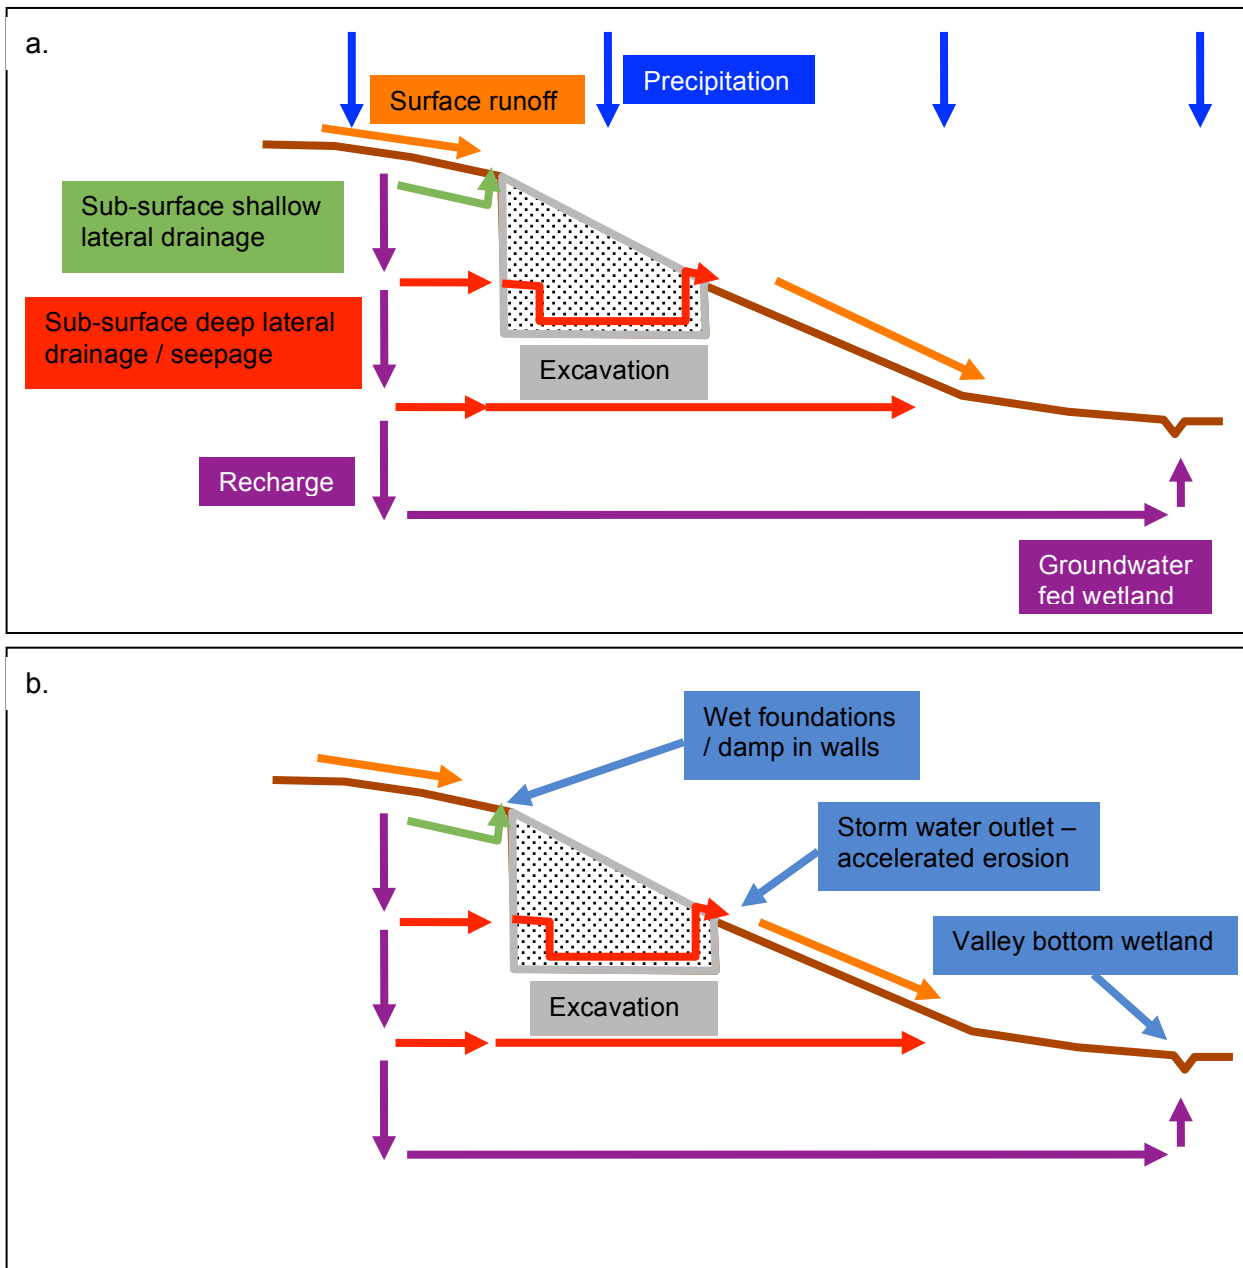 a.
Precipitation
Surface runoff
Sub-surface shallow
lateral drainage
Sub-surface deep lateral
drainage / seepage
Excavation
Recharge
Groundwater
fed wetland
b.
Wet foundations
/ damp in walls
Storm water outlet –
accelerated erosion
Valley bottom wetland
Excavation